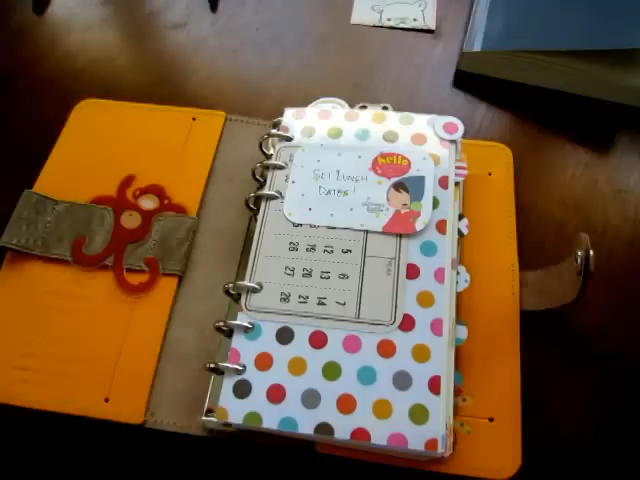 Hello
SET LUNCH
DATES!
5 12 19 26
6 13 20 27
7 14 21 28